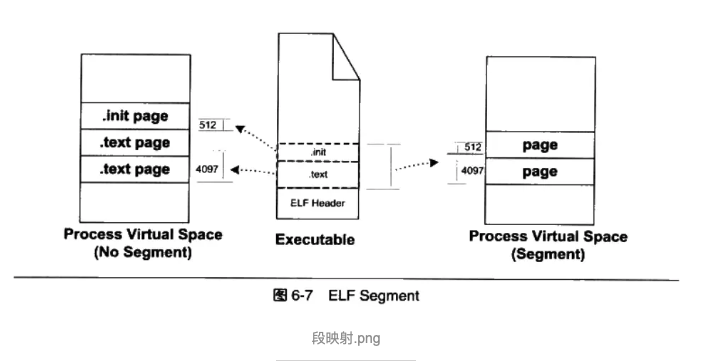 .init page
512
.text page
.text page
4097
Process Virtual Space
(No Segment)
.init
.text
ELF Header
Executable
512
page
4097
page
Process Virtual Space
(Segment)
图 6-7 ELF Segment
段映射.png